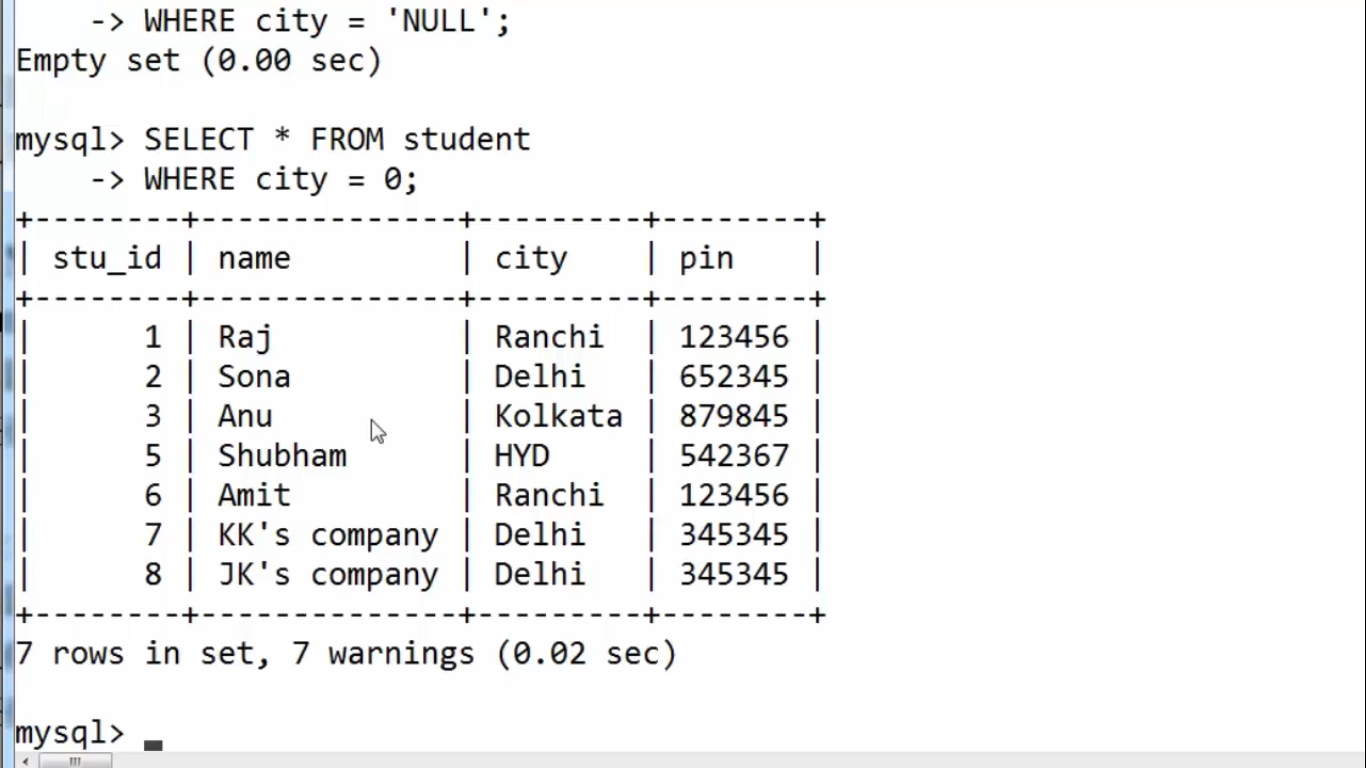 -> WHERE city = 'NULL';
Empty set (0.00 sec)

mysql> SELECT * FROM student
    -> WHERE city = 0;
+--------+--------------+---------+--------+
| stu_id | name         | city    | pin    |
+--------+--------------+---------+--------+
|      1 | Raj          | Ranchi  | 123456 |
|      2 | Sona         | Delhi   | 652345 |
|      3 | Anu          | Kolkata | 879845 |
|      5 | Shubham      | HYD     | 542367 |
|      6 | Amit         | Ranchi  | 123456 |
|      7 | KK's company | Delhi   | 345345 |
|      8 | JK's company | Delhi   | 345345 |
+--------+--------------+---------+--------+
7 rows in set, 7 warnings (0.02 sec)

mysql>